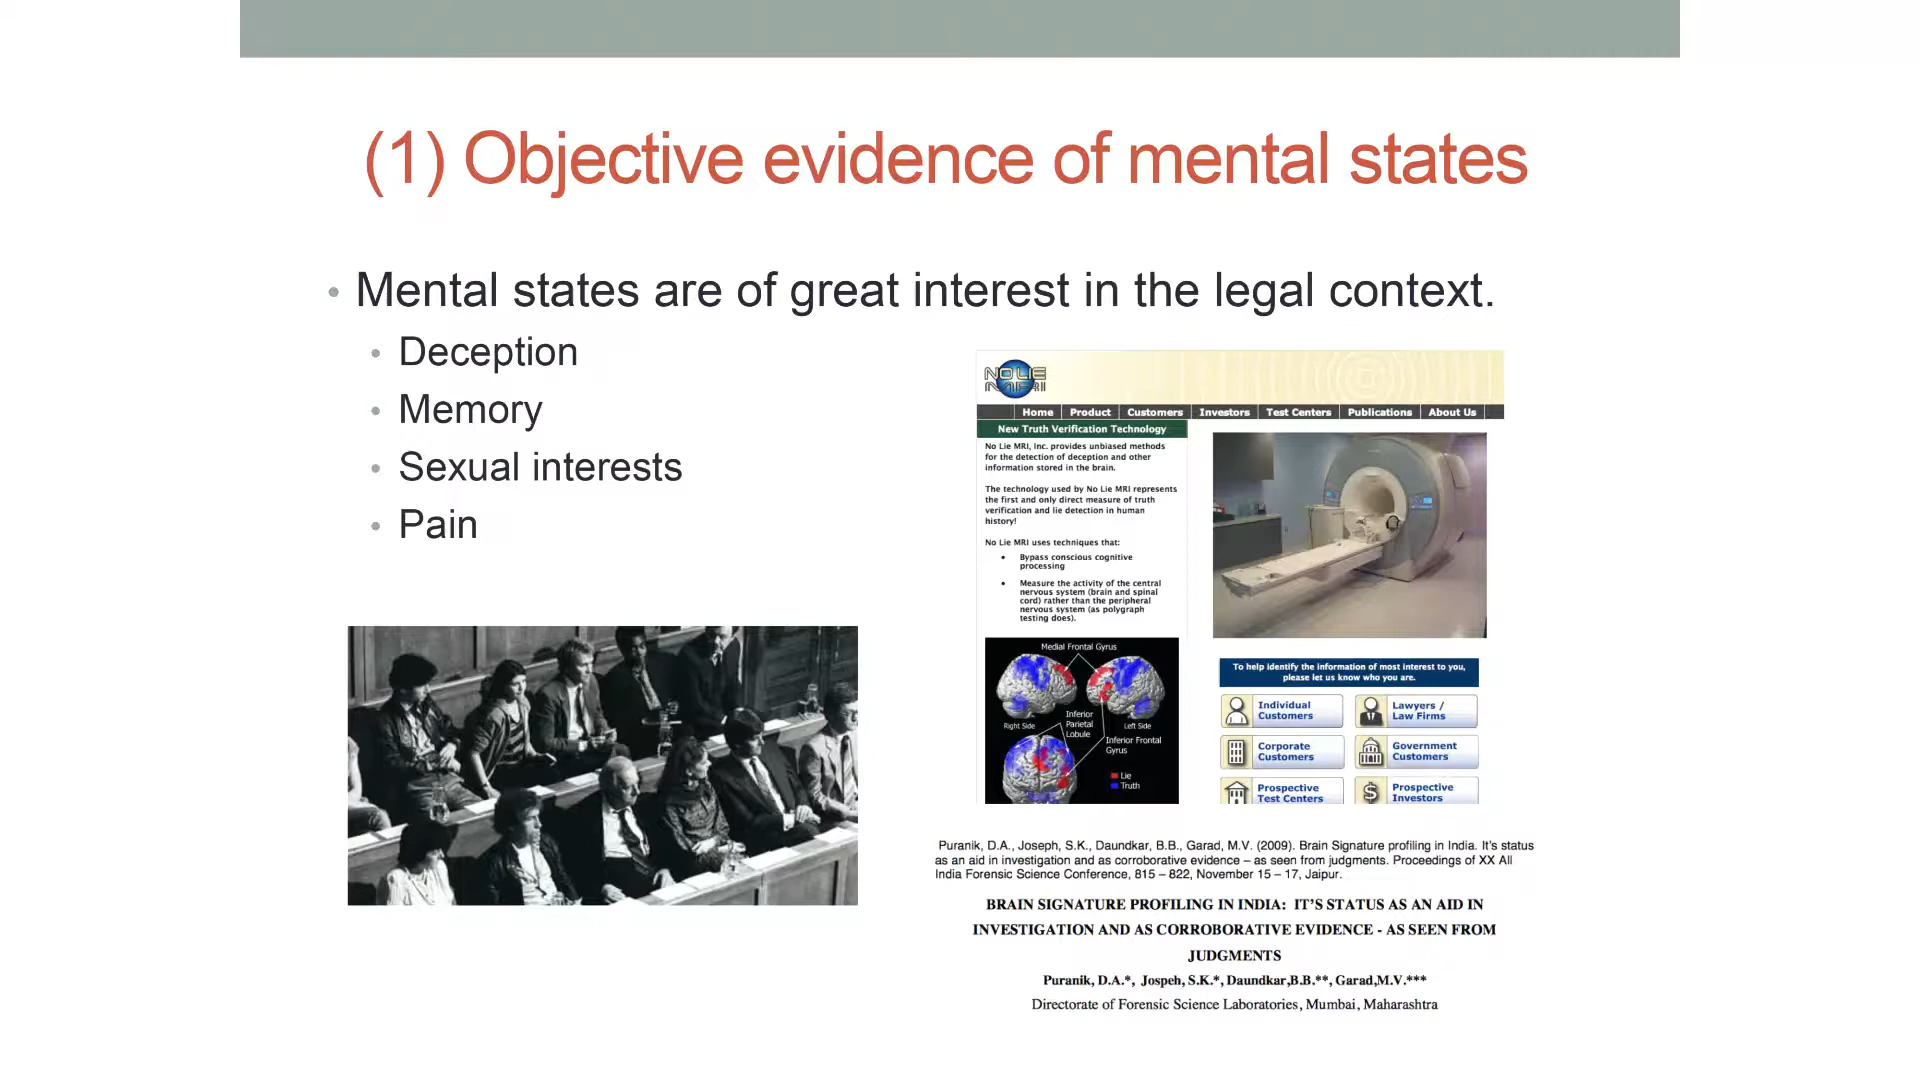 (1) Objective evidence of mental states
• Mental states are of great interest in the legal context.
• Deception
• Memory
• Sexual interests
• Pain
NO LIE
MRI
Home Product Customers Investors Test Centers Publications About Us
New Truth Verification Technology
No Lie MRI, Inc. provides unbiased methods
for the detection of deception and other
information stored in the brain.
The technology used by No Lie MRI represents
the first and only direct measure of truth
verification and lie detection in human
history!
No Lie MRI uses techniques that:
• Bypass conscious cognitive
processing
• Measure the activity of the central
nervous system (brain and spinal
cord) rather than the peripheral
nervous system (as polygraph
testing does).
Medial Frontal Gyrus
Right Side
Inferior
Parietal
Lobule
Left Side
Inferior Frontal
Gyrus
Lie
Truth
To help identify the information of most interest to you,
please let us know who you are.
Individual
Customers
Lawyers /
Law Firms
Corporate
Customers
Government
Customers
Prospective
Test Centers
Prospective
Investors
Puranik, D.A., Joseph, S.K., Daundkar, B.B., Garad, M.V. (2009). Brain Signature profiling in India. It's status
as an aid in investigation and as corroborative evidence – as seen from judgments. Proceedings of XX All
India Forensic Science Conference, 815 – 822, November 15 – 17, Jaipur.
BRAIN SIGNATURE PROFILING IN INDIA: IT'S STATUS AS AN AID IN
INVESTIGATION AND AS CORROBORATIVE EVIDENCE - AS SEEN FROM
JUDGMENTS
Puranik, D.A.*, Jospeh, S.K.*, Daundkar,B.B.**, Garad,M.V.***
Directorate of Forensic Science Laboratories, Mumbai, Maharashtra